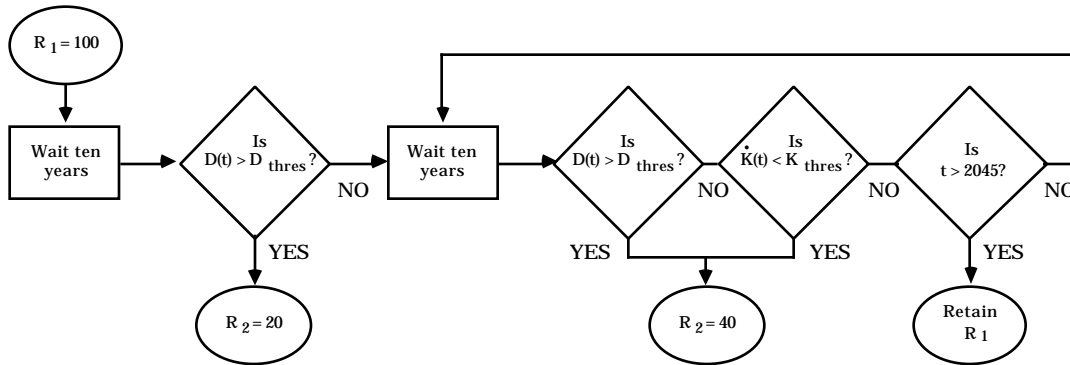 R 1 = 100
Wait ten
years
Is
D(t) > D thres ?
NO
YES
R 2 = 20
Wait ten
years
Is
D(t) > D thres ?
NO
YES
Is
K̇(t) < K thres ?
NO
YES
R 2 = 40
Is
t > 2045?
NO
YES
Retain
R 1